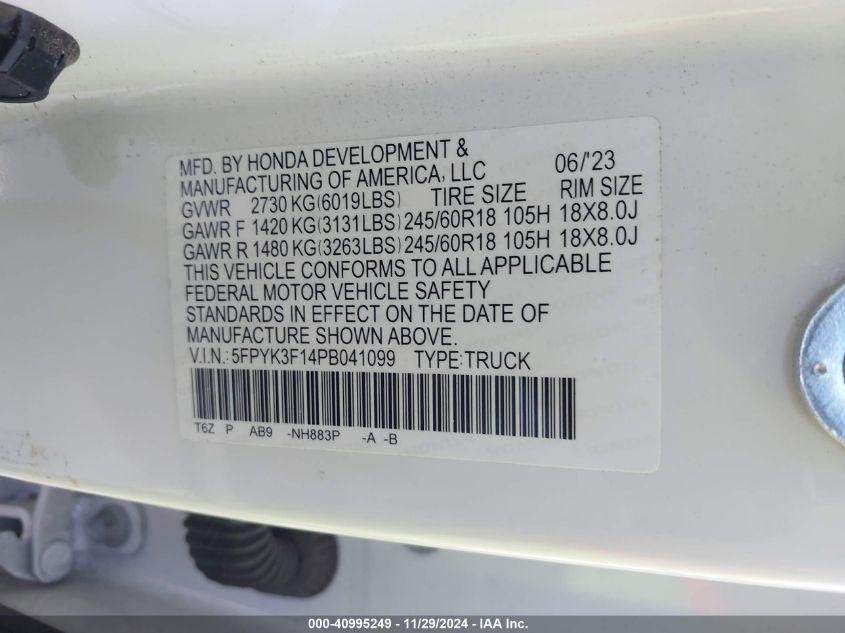 MFD. BY HONDA DEVELOPMENT & 06/'23
MANUFACTURING OF AMERICA, LLC
GVWR 2730 KG(6019LBS) TIRE SIZE RIM SIZE
GAWR F 1420 KG(3131LBS) 245/60R18 105H 18X8.0J
GAWR R 1480 KG(3263LBS) 245/60R18 105H 18X8.0J
THIS VEHICLE CONFORMS TO ALL APPLICABLE
FEDERAL MOTOR VEHICLE SAFETY
STANDARDS IN EFFECT ON THE DATE OF
MANUFACTURE SHOWN ABOVE.
V.I.N.: 5FPYK3F14PB041099 TYPE:TRUCK
T6Z P AB9 -NH883P -A -B
000-40995249 - 11/29/2024 - IAA Inc.